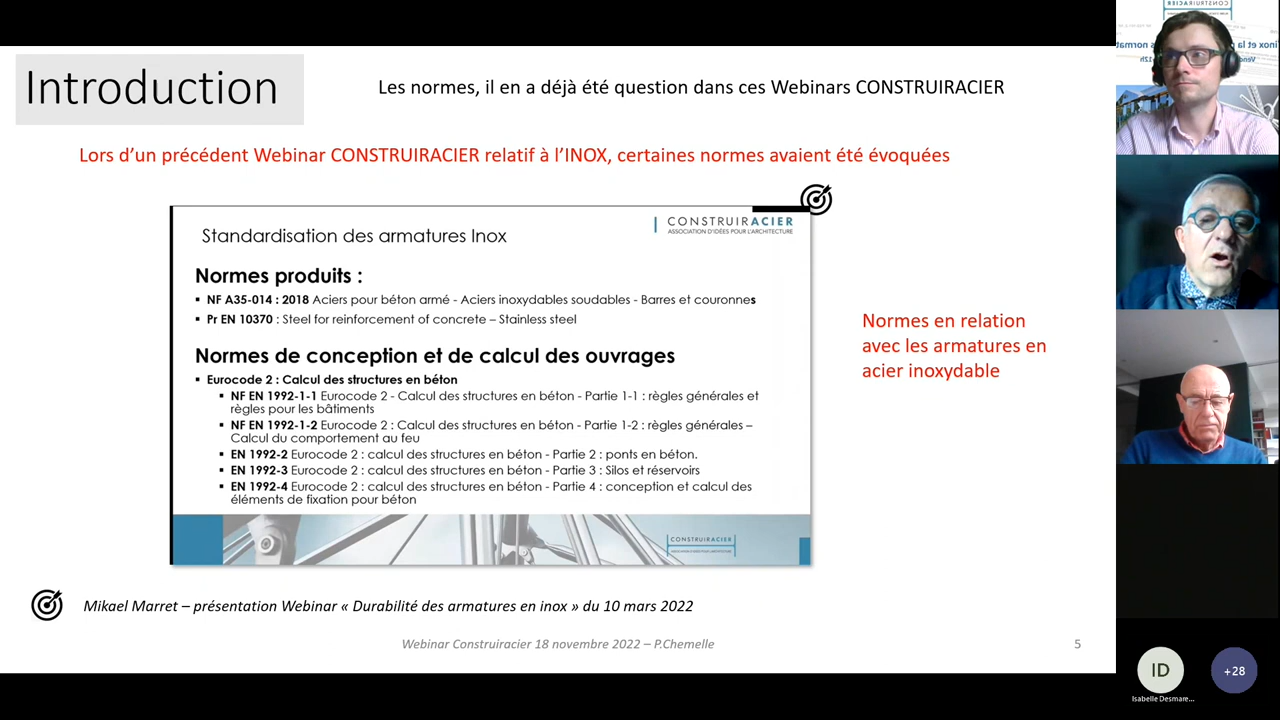 Introduction
Les normes, il en a déjà été question dans ces Webinars CONSTRUIRACIER
Lors d’un précédent Webinar CONSTRUIRACIER relatif à l’INOX, certaines normes avaient été évoquées
CONSTRUIRACIER
ASSOCIATION D'IDÉES POUR L'ARCHITECTURE
Standardisation des armatures Inox
Normes produits :
▪ NF A35-014 : 2018 Aciers pour béton armé - Aciers inoxydables soudables - Barres et couronnes
▪ Pr EN 10370 : Steel for reinforcement of concrete – Stainless steel
Normes de conception et de calcul des ouvrages
▪ Eurocode 2 : Calcul des structures en béton
▪ NF EN 1992-1-1 Eurocode 2 - Calcul des structures en béton - Partie 1-1 : règles générales et
règles pour les bâtiments
▪ NF EN 1992-1-2 Eurocode 2 : Calcul des structures en béton - Partie 1-2 : règles générales –
Calcul du comportement au feu
▪ EN 1992-2 Eurocode 2 : calcul des structures en béton - Partie 2 : ponts en béton.
▪ EN 1992-3 Eurocode 2 : calcul des structures en béton - Partie 3 : Silos et réservoirs
▪ EN 1992-4 Eurocode 2 : calcul des structures en béton - Partie 4 : conception et calcul des
éléments de fixation pour béton
CONSTRUIRACIER
Normes en relation
avec les armatures en
acier inoxydable
Mikael Marret – présentation Webinar « Durabilité des armatures en inox » du 10 mars 2022
Webinar Construiracier 18 novembre 2022 – P.Chemelle
5
ID
+28
Isabelle Desmare...